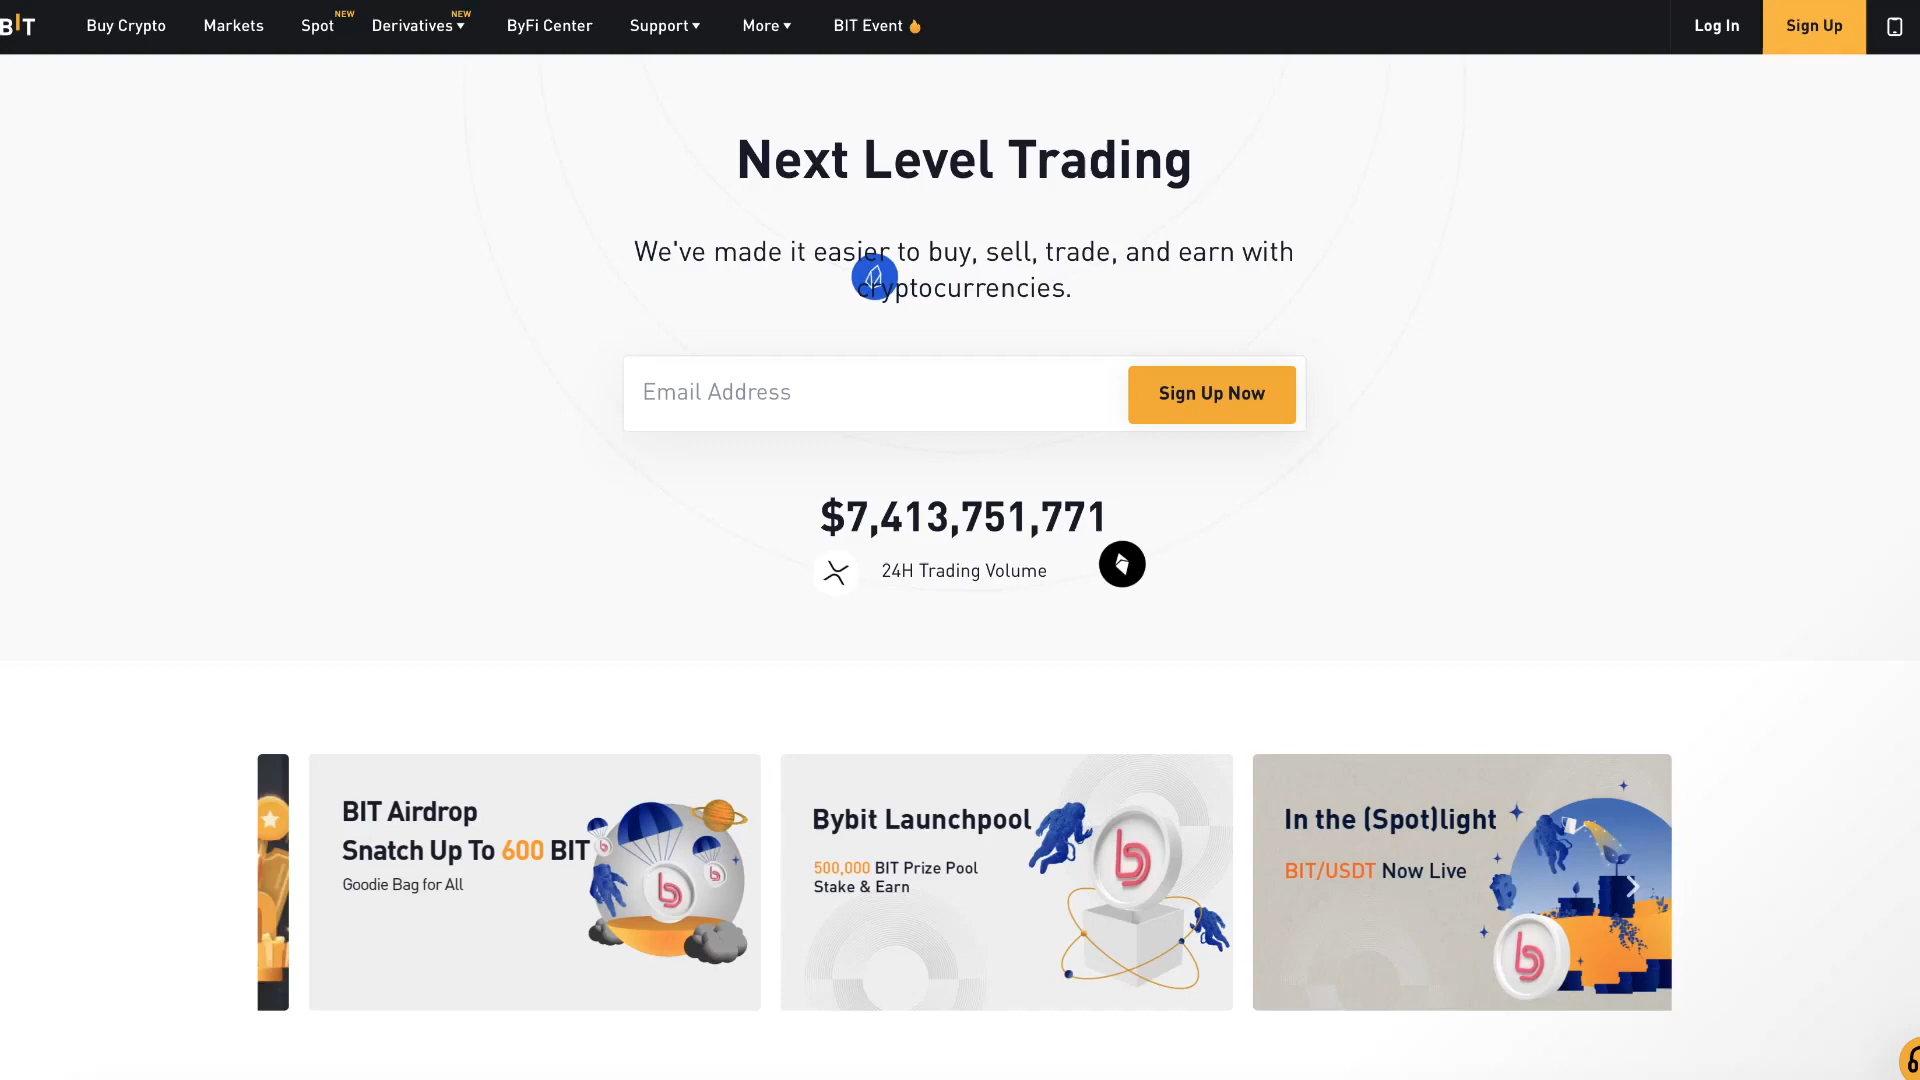 BIT
Buy Crypto
Markets
Spot NEW
Derivatives NEW
ByFi Center
Support
More
BIT Event
Log In
Sign Up
Next Level Trading
We've made it easier to buy, sell, trade, and earn with
cryptocurrencies.
Email Address
Sign Up Now
$7,413,751,771
24H Trading Volume
BIT Airdrop
Snatch Up To 600 BIT
Goodie Bag for All
Bybit Launchpool
500,000 BIT Prize Pool
Stake & Earn
In the (Spot)light
BIT/USDT Now Live